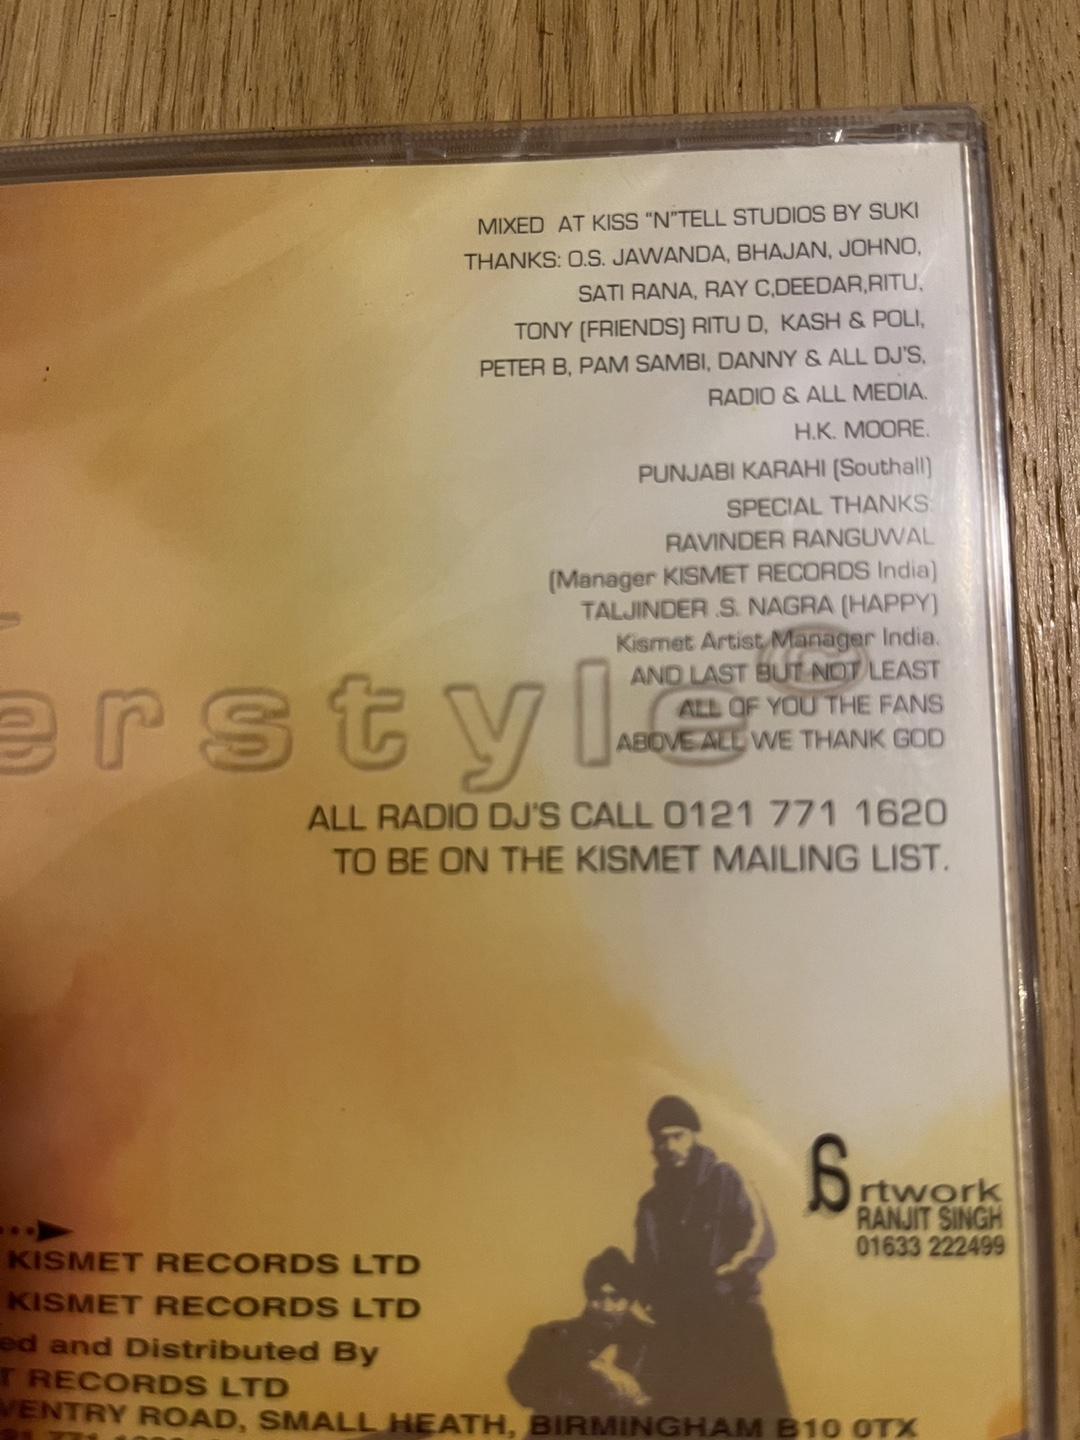 MIXED AT KISS "N"TELL STUDIOS BY SUKI
THANKS: O.S. JAWANDA, BHAJAN, JOHNO,
SATI RANA, RAY C,DEEDAR,RITU,
TONY (FRIENDS) RITU D, KASH & POLI,
PETER B, PAM SAMBI, DANNY & ALL DJ'S,
RADIO & ALL MEDIA.
H.K. MOORE.
PUNJABI KARAHI (Southall)
SPECIAL THANKS:
RAVINDER RANGUWAL
(Manager KISMET RECORDS India)
TALJINDER .S. NAGRA (HAPPY)
Kismet Artist Manager India.
AND LAST BUT NOT LEAST
ALL OF YOU THE FANS
ABOVE ALL WE THANK GOD
erstyle©
ALL RADIO DJ'S CALL 0121 771 1620
TO BE ON THE KISMET MAILING LIST.
rtwork
RANJIT SINGH
01633 222499
KISMET RECORDS LTD
KISMET RECORDS LTD
ed and Distributed By
T RECORDS LTD
VENTRY ROAD, SMALL HEATH, BIRMINGHAM B10 0TX